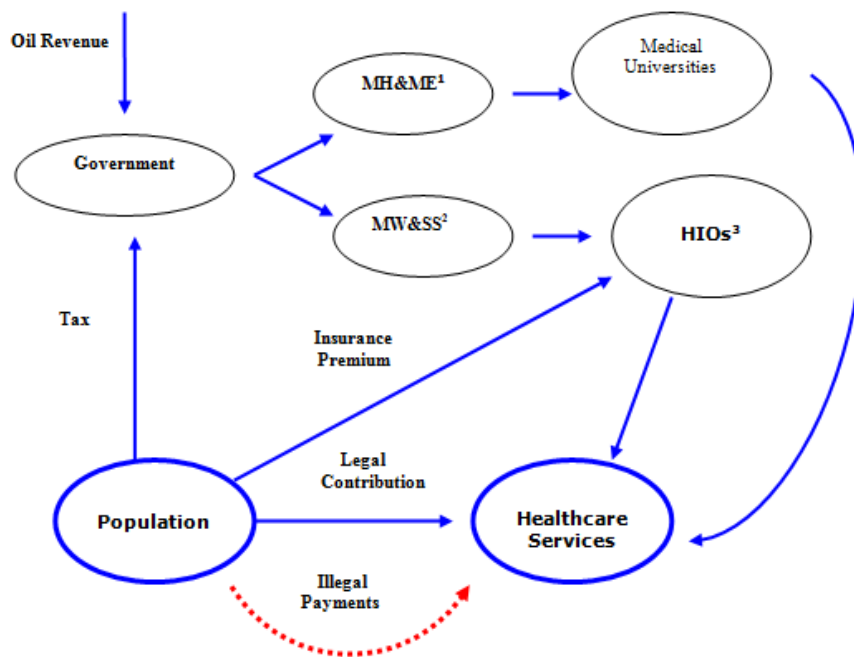 Oil Revenue
Medical
Universities
MH&ME¹
Government
MW&SS²
HIOs³
Tax
Insurance
Premium
Legal
Contribution
Population
Healthcare
Services
Illegal
Payments